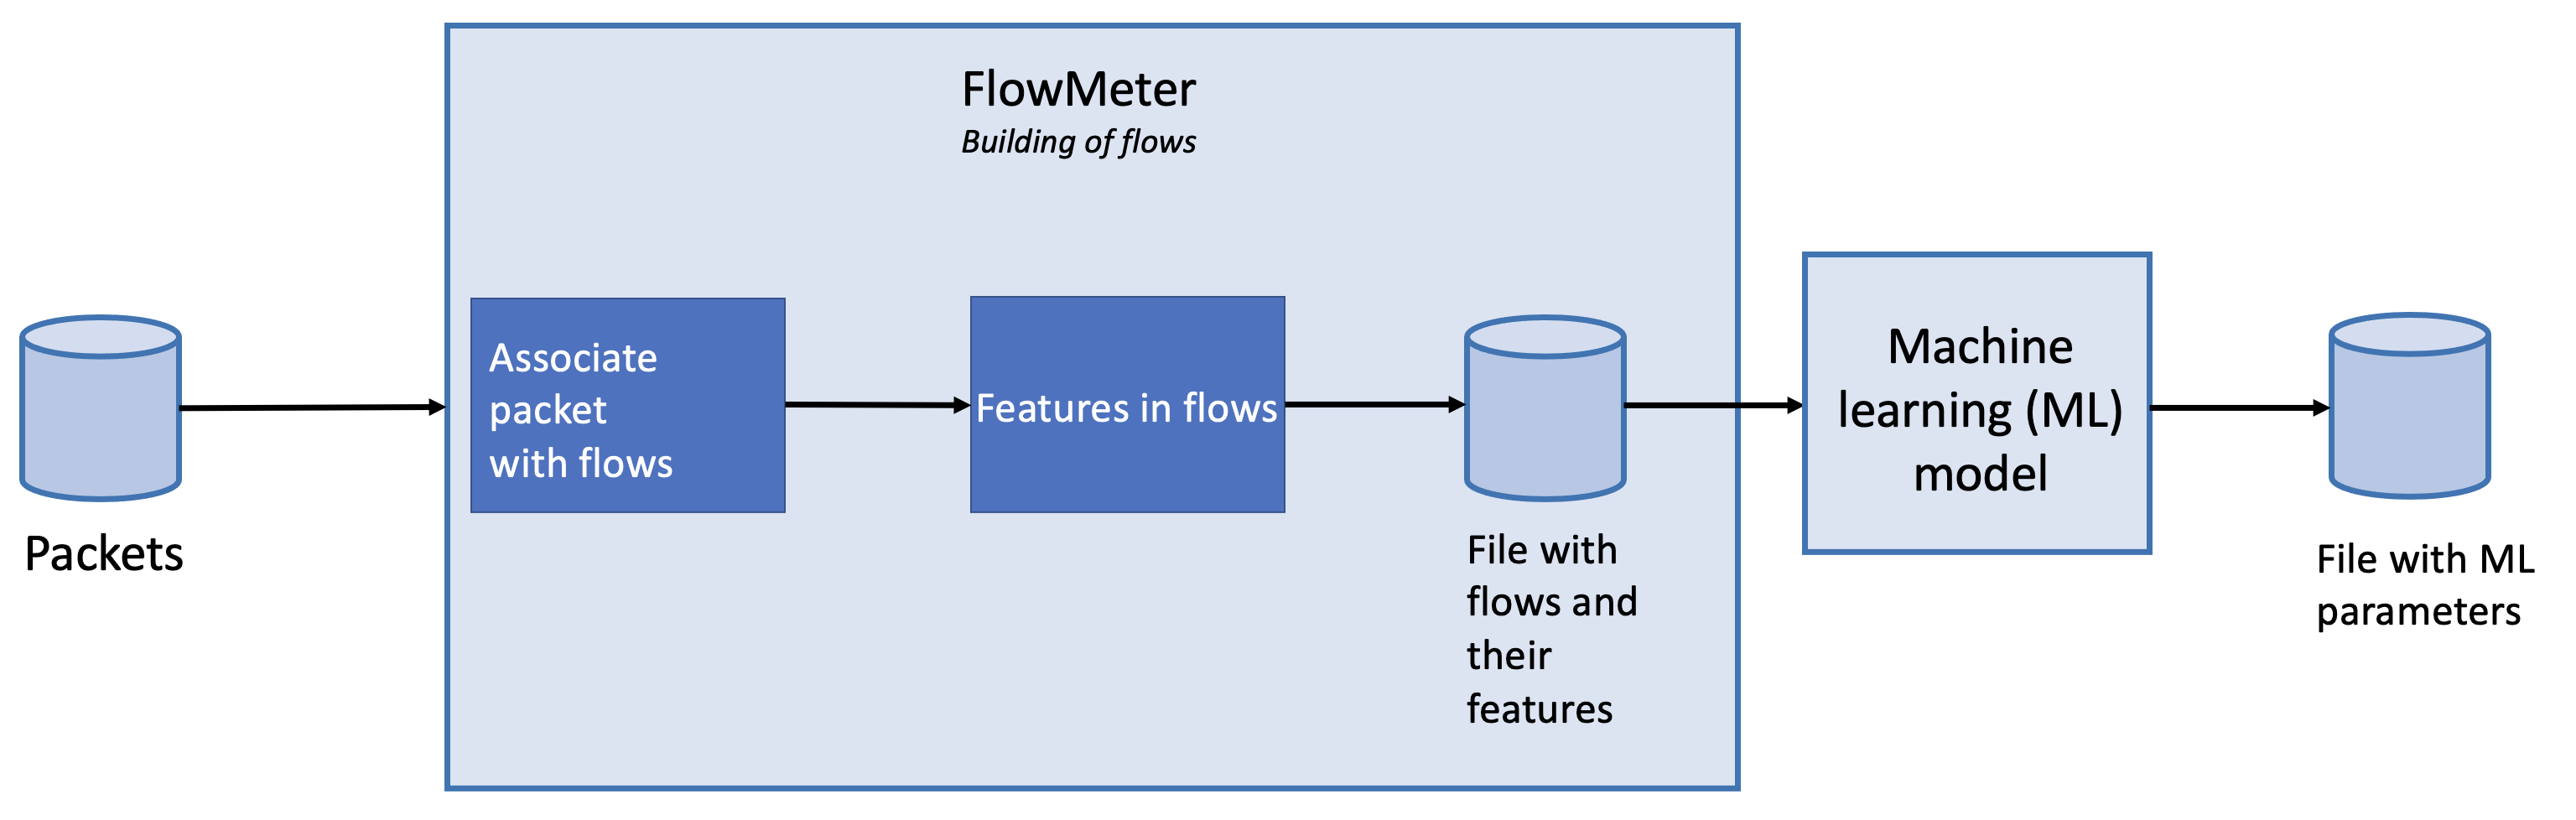 FlowMeter
Building of flows
Packets
Associate
packet
with flows
Features in flows
File with
flows and
their
features
Machine
learning (ML)
model
File with ML
parameters